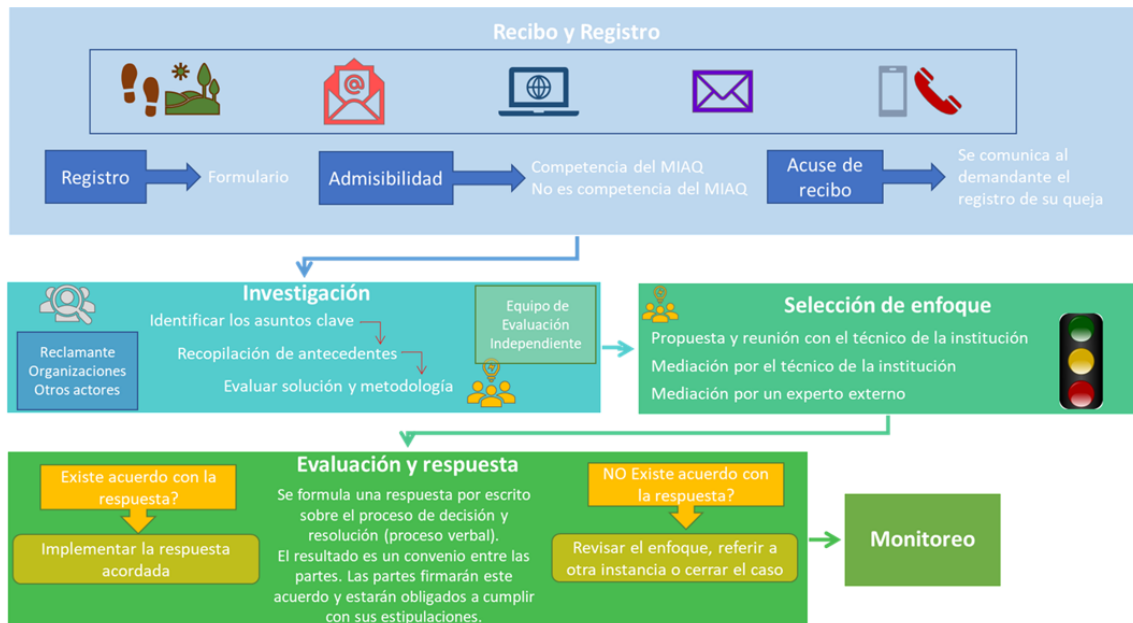 Recibo y Registro
@
Registro
Formulario
Admisibilidad
Competencia del MIAQ
No es competencia del MIAQ
Acuse de
recibo
Se comunica al
demandante el
registro de su queja
Investigación
Reclamante
Organizaciones
Otros actores
Identificar los asuntos clave
Recopilación de antecedentes
Evaluar solución y metodología
Equipo de
Evaluación
Independiente
Selección de enfoque
Propuesta y reunión con el técnico de la institución
Mediación por el técnico de la institución
Mediación por un experto externo
Evaluación y respuesta
Existe acuerdo con la
respuesta?
Implementar la respuesta
acordada
Se formula una respuesta por escrito
sobre el proceso de decisión y
resolución (proceso verbal).
El resultado es un convenio entre las
partes. Las partes firmarán este
acuerdo y estarán obligados a cumplir
con sus estipulaciones.
NO Existe acuerdo con
la respuesta?
Revisar el enfoque, referir a
otra instancia o cerrar el caso
Monitoreo